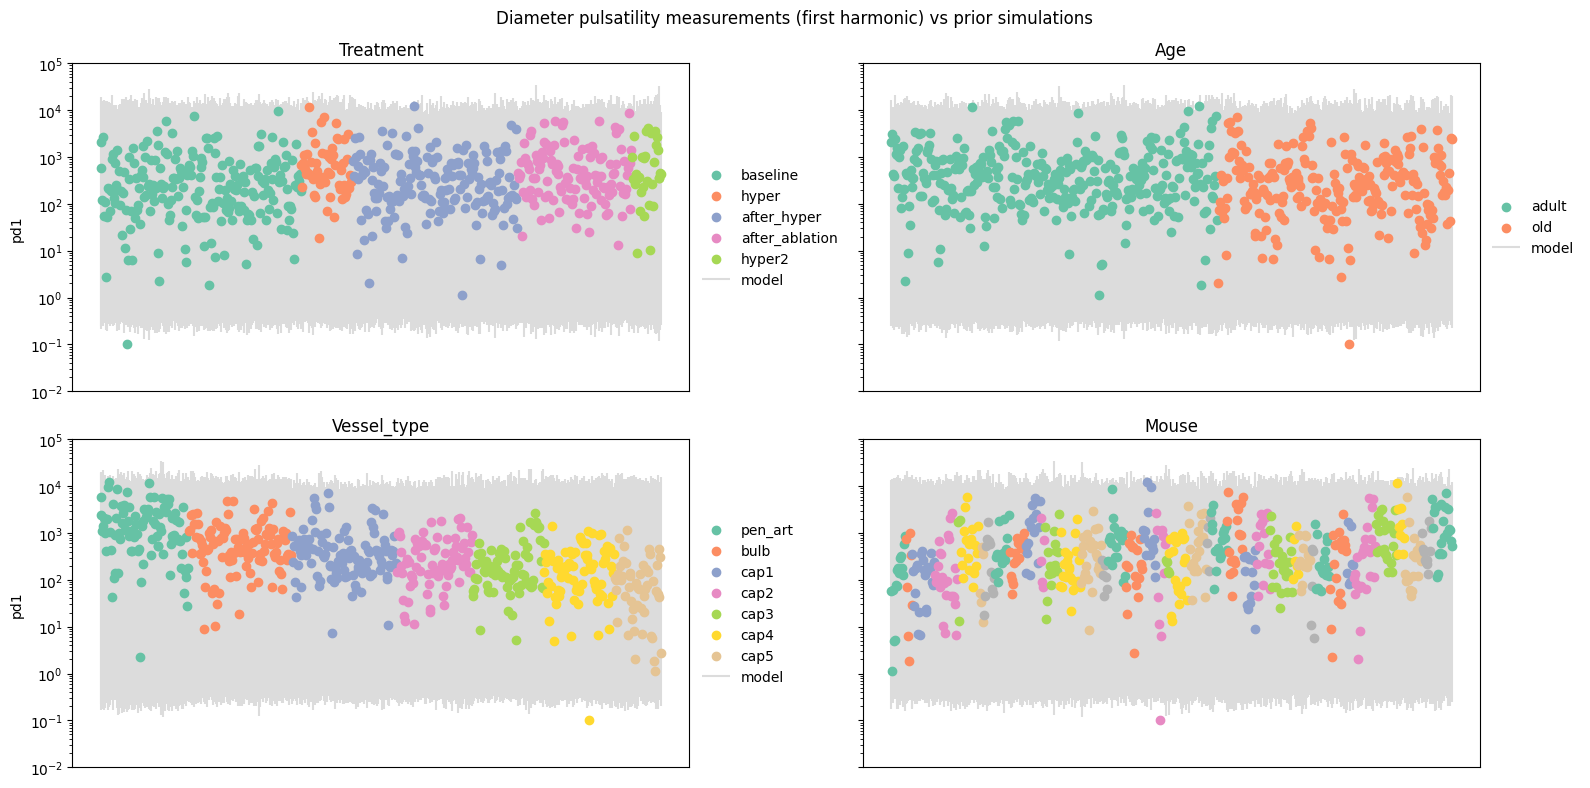 Diameter pulsatility measurements (first harmonic) vs prior simulations
Treatment
pd1
10^5
10^4
10^3
10^2
10^1
10^0
10^-1
10^-2
baseline
hyper
after_hyper
after_ablation
hyper2
model
Age
adult
old
model
Vessel_type
pd1
10^5
10^4
10^3
10^2
10^1
10^0
10^-1
10^-2
pen_art
bulb
cap1
cap2
cap3
cap4
cap5
model
Mouse